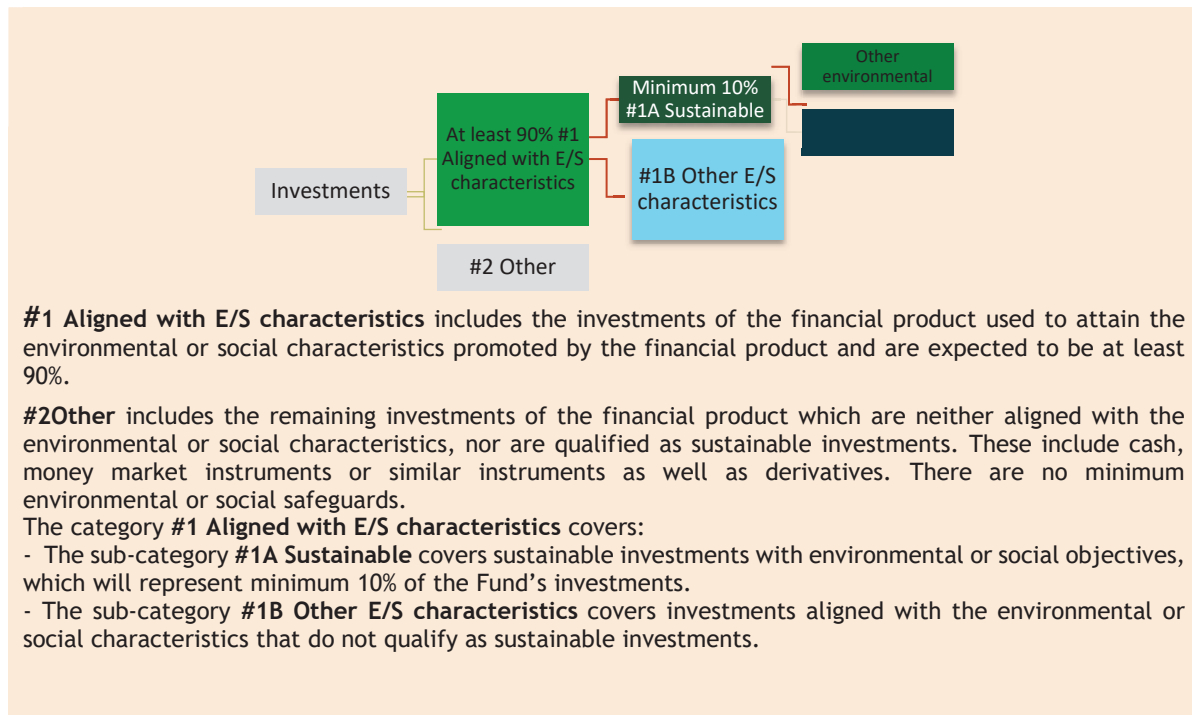 Other
environmental
Minimum 10%
#1A Sustainable
At least 90% #1
Aligned with E/S
characteristics
Investments
#1B Other E/S
characteristics
#2 Other
#1 Aligned with E/S characteristics includes the investments of the financial product used to attain the
environmental or social characteristics promoted by the financial product and are expected to be at least
90%.
#2Other includes the remaining investments of the financial product which are neither aligned with the
environmental or social characteristics, nor are qualified as sustainable investments. These include cash,
money market instruments or similar instruments as well as derivatives. There are no minimum
environmental or social safeguards.
The category #1 Aligned with E/S characteristics covers:
- The sub-category #1A Sustainable covers sustainable investments with environmental or social objectives,
which will represent minimum 10% of the Fund’s investments.
- The sub-category #1B Other E/S characteristics covers investments aligned with the environmental or
social characteristics that do not qualify as sustainable investments.